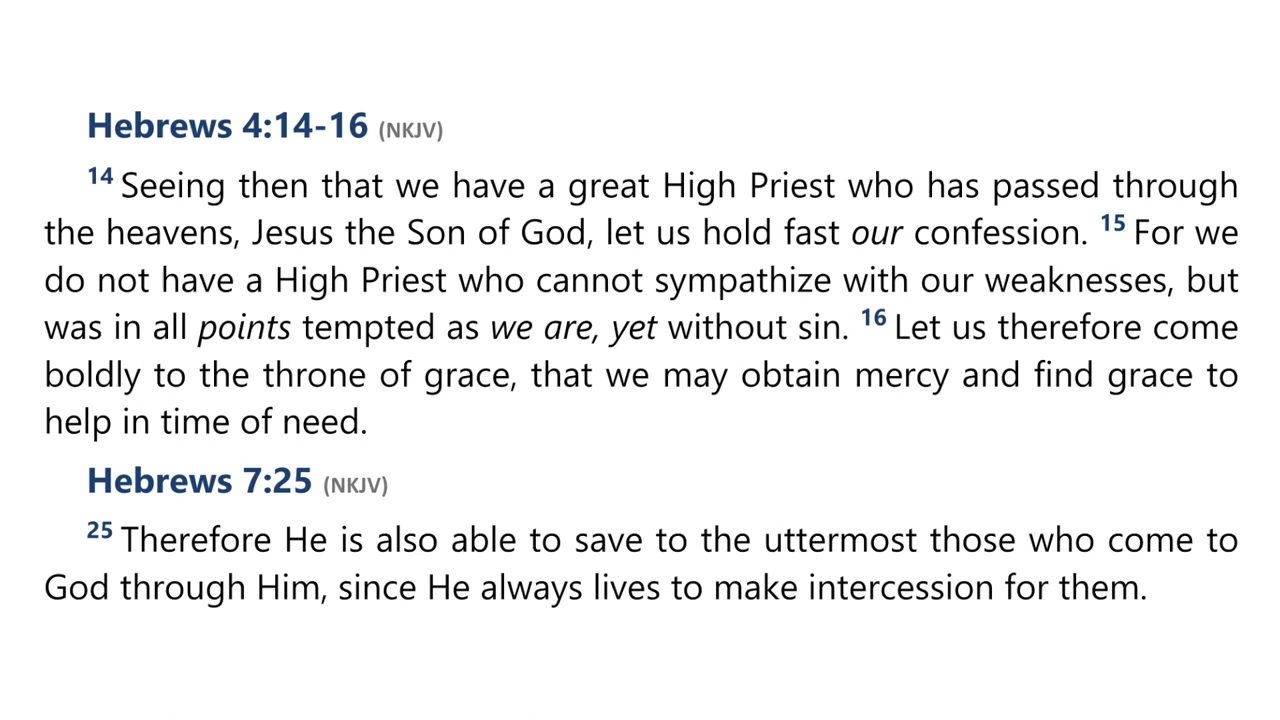 Hebrews 4:14-16 (NKJV)
14 Seeing then that we have a great High Priest who has passed through
the heavens, Jesus the Son of God, let us hold fast our confession. 15 For we
do not have a High Priest who cannot sympathize with our weaknesses, but
was in all points tempted as we are, yet without sin. 16 Let us therefore come
boldly to the throne of grace, that we may obtain mercy and find grace to
help in time of need.
Hebrews 7:25 (NKJV)
25 Therefore He is also able to save to the uttermost those who come to
God through Him, since He always lives to make intercession for them.